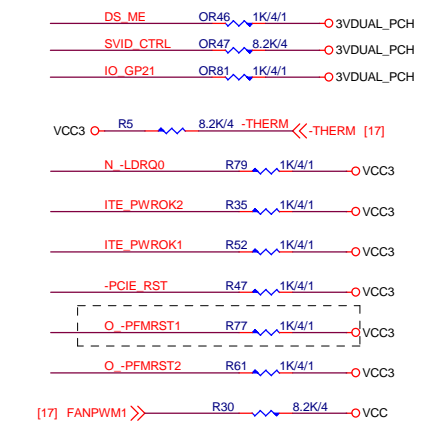 DS_ME OR46 1K/4/1 3VDUAL_PCH
SVID_CTRL OR47 8.2K/4 3VDUAL_PCH
IO_GP21 OR81 1K/4/1 3VDUAL_PCH
VCC3 R5 8.2K/4 -THERM -THERM [17]
N_-LDRQ0 R79 1K/4/1 VCC3
ITE_PWROK2 R35 1K/4/1 VCC3
ITE_PWROK1 R52 1K/4/1 VCC3
-PCIE_RST R47 1K/4/1 VCC3
O_-PFMRST1 R77 1K/4/1 VCC3
O_-PFMRST2 R61 1K/4/1 VCC3
[17] FANPWM1 R30 8.2K/4 VCC